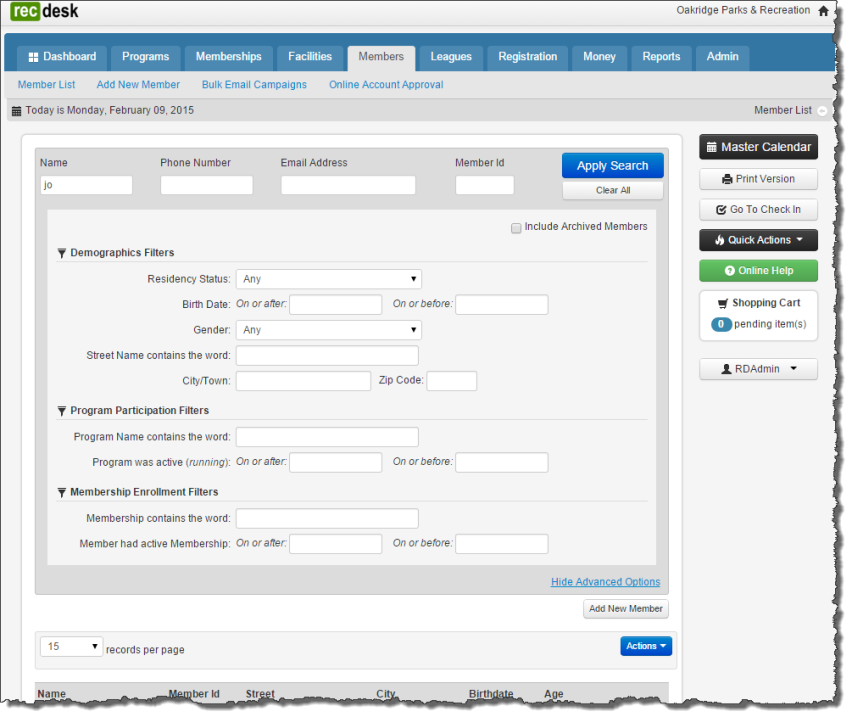 rec desk
Oakridge Parks & Recreation
Dashboard Programs Memberships Facilities Members Leagues Registration Money Reports Admin
Member List Add New Member Bulk Email Campaigns Online Account Approval
Today is Monday, February 09, 2015 Member List
Name Phone Number Email Address Member Id
Apply Search
jo
Clear All
Include Archived Members
Demographics Filters
Residency Status: Any
Birth Date: On or after: On or before:
Gender: Any
Street Name contains the word:
City/Town: Zip Code:
Program Participation Filters
Program Name contains the word:
Program was active (running): On or after: On or before:
Membership Enrollment Filters
Membership contains the word:
Member had active Membership: On or after: On or before:
Hide Advanced Options
Add New Member
15 records per page
Actions
Name Member Id Street City Birthdate Age
Master Calendar
Print Version
Go To Check In
Quick Actions
Online Help
Shopping Cart
0 pending item(s)
RDAdmin